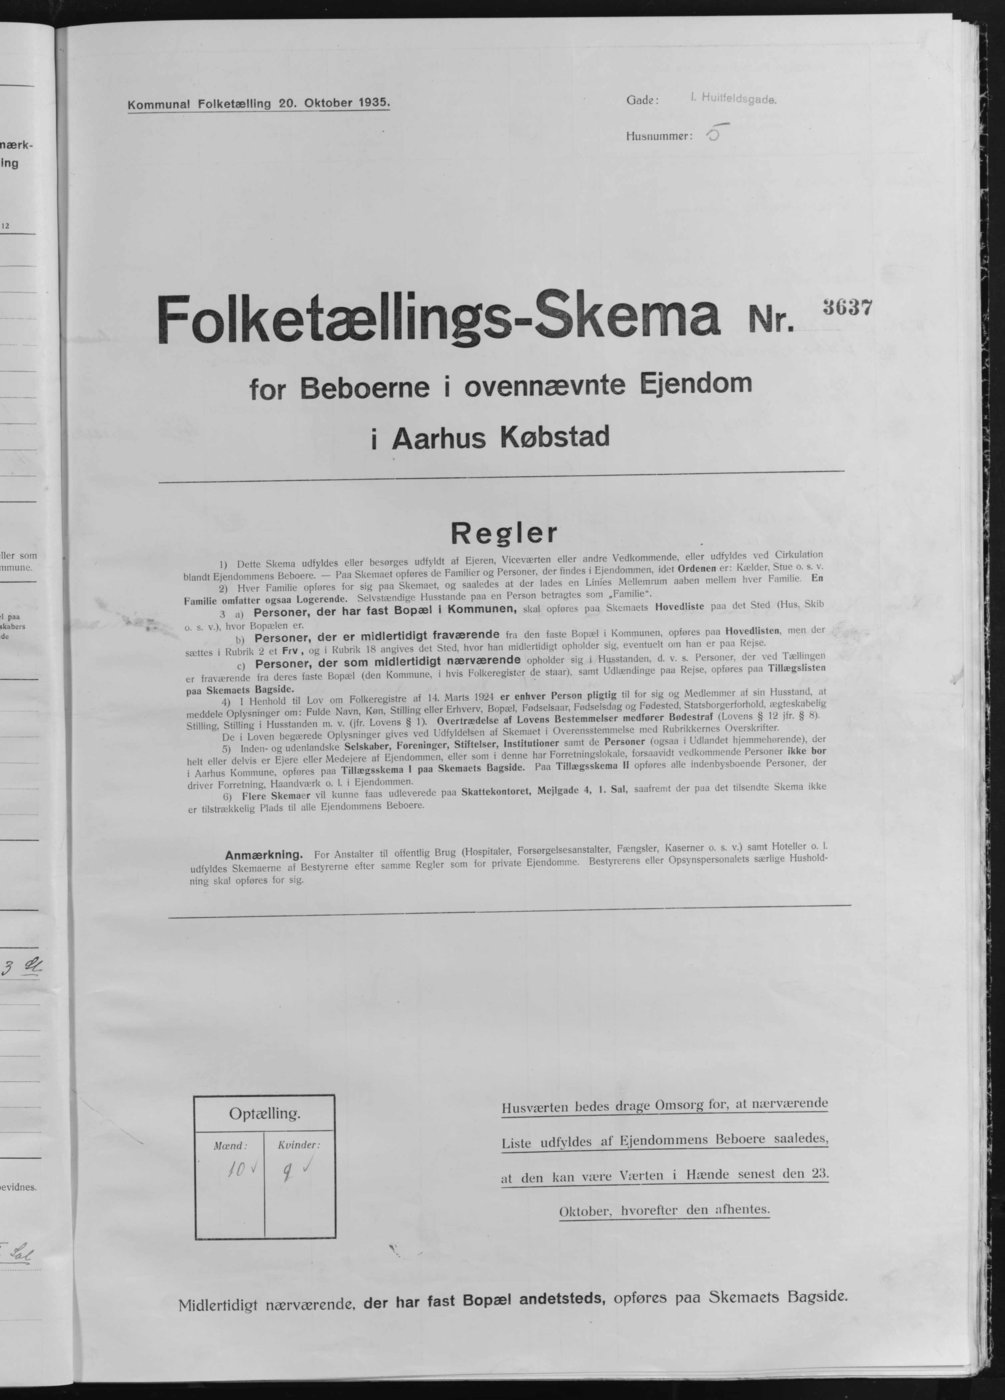 Kommunal Folketælling 20. Oktober 1935.
Gade: I. Huitfeldsgade.
Husnummer: 5
Folketællings-Skema Nr. 3637
for Beboerne i ovennævnte Ejendom
i Aarhus Købstad
Regler
1) Dette Skema udfyldes eller besørges udfyldt af Ejeren, Viceværten eller andre Vedkommende, eller udfyldes ved Cirkulation
blandt Ejendommens Beboere. — Paa Skemaet opføres de Familier og Personer, der findes i Ejendommen, idet Ordenen er: Kælder, Stue o. s. v.
2) Hver Familie opføres for sig paa Skemaet, og saaledes at der lades en Linies Mellemrum aaben mellem hver Familie. En
Familie omfatter ogsaa Logerende. Selvstændige Husstande paa en Person betragtes som „Familie“.
3 a) Personer, der har fast Bopæl i Kommunen, skal opføres paa Skemaets Hovedliste paa det Sted (Hus, Skib
o. s. v.), hvor Bopælen er.
b) Personer, der er midlertidigt fraværende fra den faste Bopæl i Kommunen, opføres paa Hovedlisten, men der
sættes i Rubrik 2 et Frv, og i Rubrik 18 angives det Sted, hvor han midlertidigt opholder sig, eventuelt om han er paa Rejse.
c) Personer, der som midlertidigt nærværende opholder sig i Husstanden, d. v. s. Personer, der ved Tællingen
er fraværende fra deres faste Bopæl (den Kommune, i hvis Folkeregister de staar), samt Udlændinge paa Rejse, opføres paa Tillægslisten
paa Skemaets Bagside.
4) I Henhold til Lov om Folkeregistre af 14. Marts 1924 er enhver Person pligtig til for sig og Medlemmer af sin Husstand, at
meddele Oplysninger om: Fulde Navn, Køn, Stilling eller Erhverv, Bopæl, Fødselsaar, Fødselsdag og Fødested, Statsborgerforhold, ægteskabelig
Stilling, Stilling i Husstanden m. v. (jfr. Lovens § 1). Overtrædelse af Lovens Bestemmelser medfører Bødestraf (Lovens § 12 jfr. § 8).
De i Loven begærede Oplysninger gives ved Udfyldelsen af Skemaet i Overensstemmelse med Rubrikkernes Overskrifter.
5) Inden- og udenlandske Selskaber, Foreninger, Stiftelser, Institutioner samt de Personer (ogsaa i Udlandet hjemmehørende), der
helt eller delvis er Ejere eller Medejere af Ejendommen, eller som i denne har Forretningslokale, forsaavidt vedkommende Personer ikke bor
i Aarhus Kommune, opføres paa Tillægsskema I paa Skemaets Bagside. Paa Tillægsskema II opføres alle indenbysboende Personer, der
driver Forretning, Haandværk o. l. i Ejendommen.
6) Flere Skemaer vil kunne faas udleverede paa Skattekontoret, Mejlgade 4, 1. Sal, saafremt der paa det tilsendte Skema ikke
er tilstrækkelig Plads til alle Ejendommens Beboere.
Anmærkning. For Anstalter til offentlig Brug (Hospitaler, Forsørgelsesanstalter, Fængsler, Kaserner o. s. v.) samt Hoteller o. l.
udfyldes Skemaerne af Bestyrerne efter samme Regler som for private Ejendomme. Bestyrerens eller Opsynspersonalets særlige Hushold-
ning skal opføres for sig.
Optælling.
Mænd: Kvinder:
10 √ 9 √
Husværten bedes drage Omsorg for, at nærværende
Liste udfyldes af Ejendommens Beboere saaledes,
at den kan være Værten i Hænde senest den 23.
Oktober, hvorefter den afhentes.
Midlertidigt nærværende, der har fast Bopæl andetsteds, opføres paa Skemaets Bagside.
mærk-
ing
12
eller som
mmune.
paa
skabers
de
3 St
evidnes.
Sal